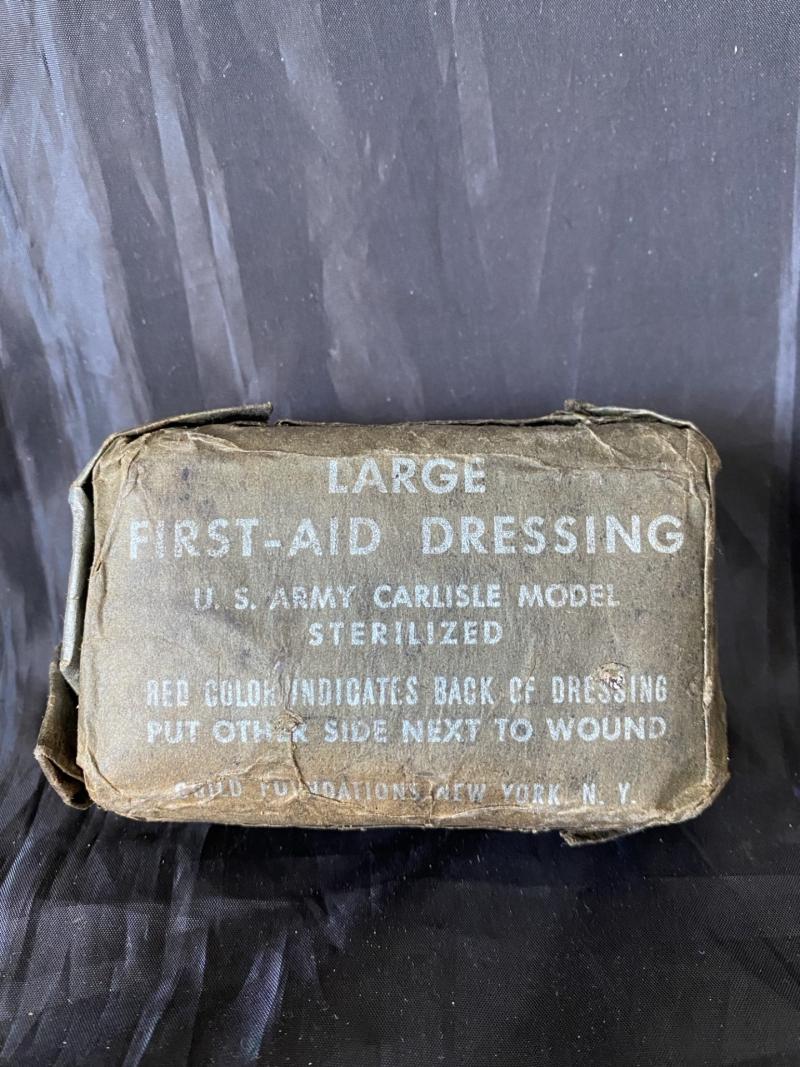 LARGE
FIRST-AID DRESSING
U. S. ARMY CARLISLE MODEL
STERILIZED
RED COLOR INDICATES BACK OF DRESSING
PUT OTHER SIDE NEXT TO WOUND
FOUNDATIONS NEW YORK N. Y.